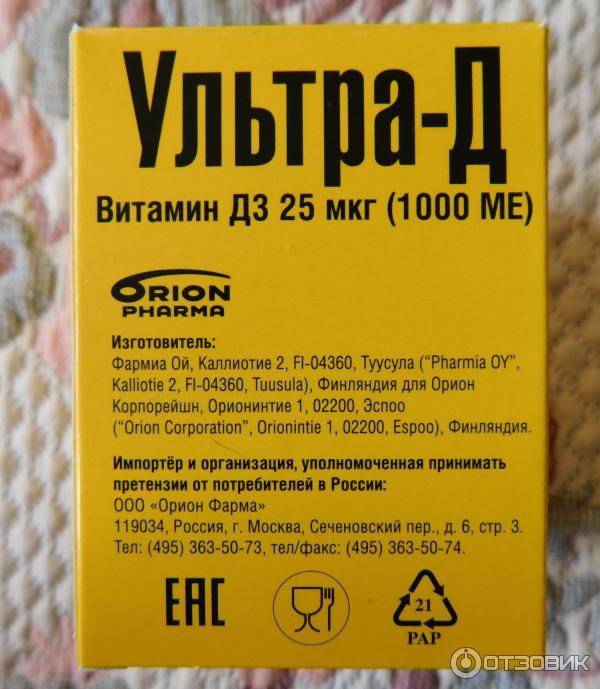 Ультра-Д
Витамин Д3 25 мкг (1000 МЕ)
ORION
PHARMA
Изготовитель:
Фармиа Ой, Каллиотие 2, FI-04360, Туусула (“Pharmia OY”,
Kalliotie 2, FI-04360, Tuusula), Финляндия для Орион
Корпорейшн, Орионинтие 1, 02200, Эспоо
(“Orion Corporation”, Orionintie 1, 02200, Espoo), Финляндия.
Импортёр и организация, уполномоченная принимать
претензии от потребителей в России:
ООО «Орион Фарма»
119034, Россия, г. Москва, Сеченовский пер., д. 6, стр. 3.
Тел: (495) 363-50-73, тел/факс: (495) 363-50-74.
ЕАС
21
PAP
ОТЗОВИК